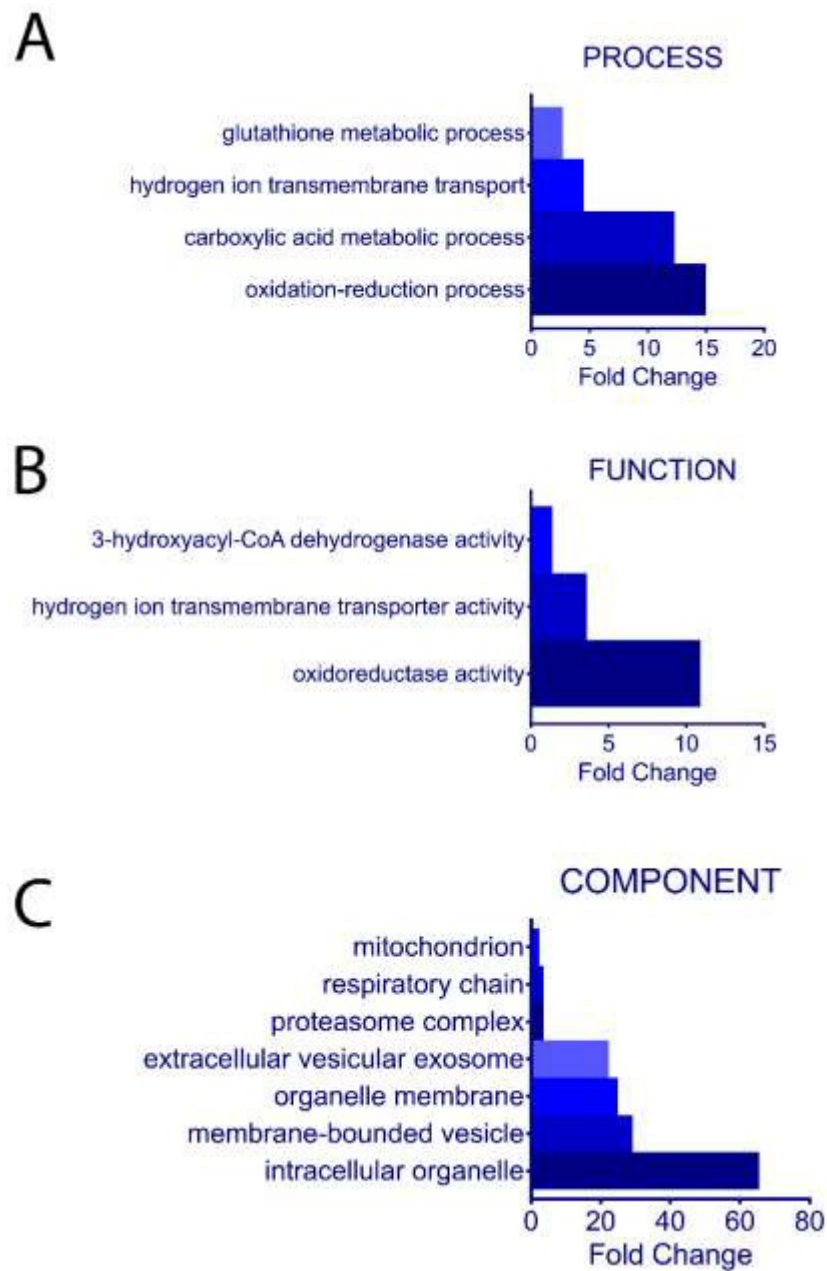 A
PROCESS
glutathione metabolic process
hydrogen ion transmembrane transport
carboxylic acid metabolic process
oxidation-reduction process
0 5 10 15 20
Fold Change
B
FUNCTION
3-hydroxyacyl-CoA dehydrogenase activity
hydrogen ion transmembrane transporter activity
oxidoreductase activity
0 5 10 15
Fold Change
C
COMPONENT
mitochondrion
respiratory chain
proteasome complex
extracellular vesicular exosome
organelle membrane
membrane-bounded vesicle
intracellular organelle
0 20 40 60 80
Fold Change